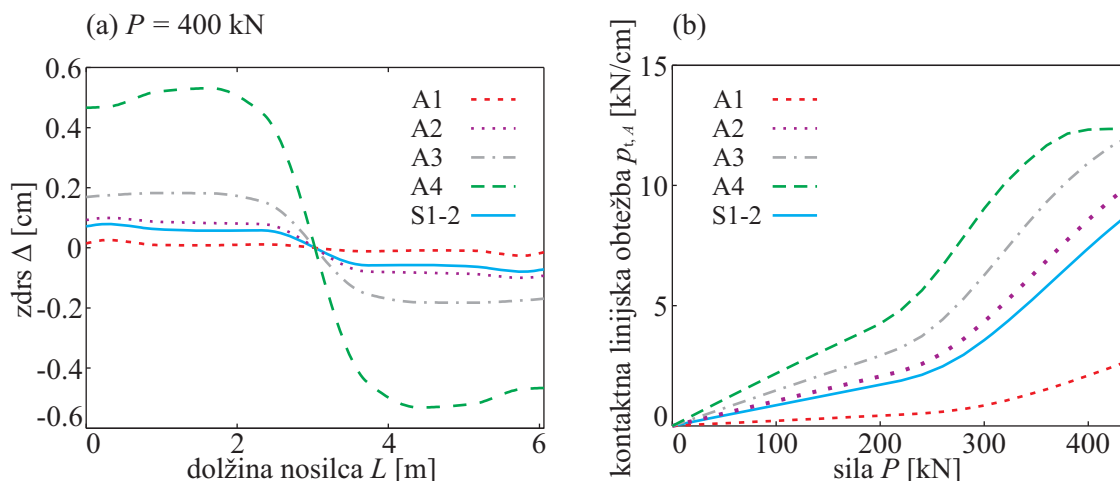 (a) P = 400 kN
zdrs Δ [cm]
0.6
0.4
0.2
0
-0.2
-0.4
-0.6
0 2 4 6
dolžina nosilca L [m]
A1
A2
A3
A4
S1-2
(b)
kontaktna linijska obtežba pt,A [kN/cm]
15
10
5
0
0 100 200 300 400
sila P [kN]
A1
A2
A3
A4
S1-2